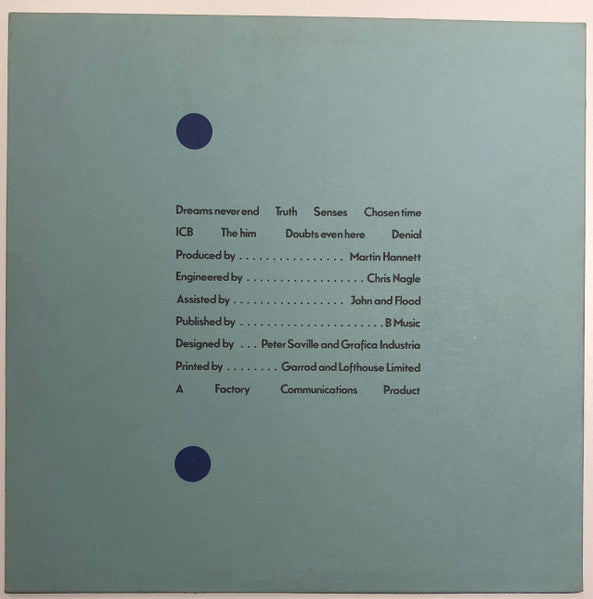 Dreams never end Truth Senses Chosen time
ICB The him Doubts even here Denial
Produced by . . . . . . . . . . . . . . . . Martin Hannett
Engineered by . . . . . . . . . . . . . . . . . . Chris Nagle
Assisted by . . . . . . . . . . . . . . . . . John and Flood
Published by . . . . . . . . . . . . . . . . . . . . . . B Music
Designed by . . . Peter Saville and Grafica Industria
Printed by . . . . . . . . Garrod and Lofthouse Limited
A Factory Communications Product